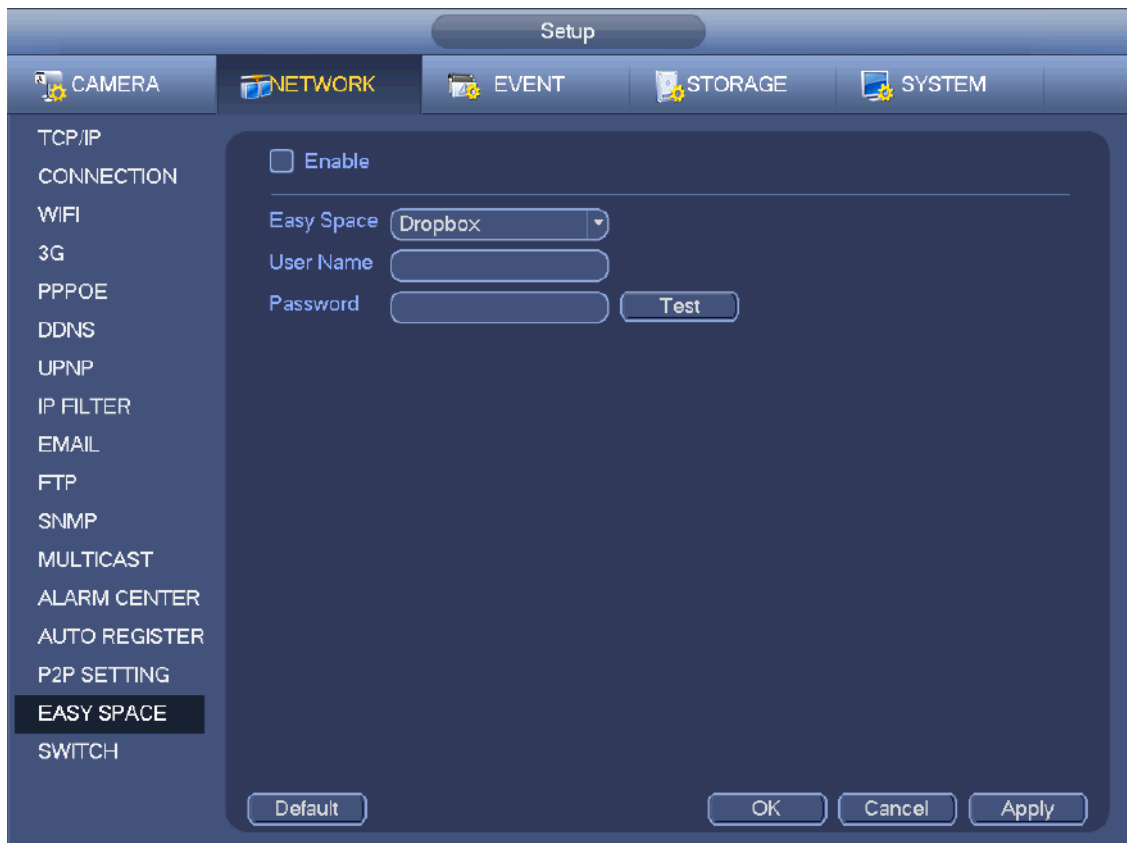 Setup
CAMERA NETWORK EVENT STORAGE SYSTEM
TCP/IP
CONNECTION
WIFI
3G
PPPOE
DDNS
UPNP
IP FILTER
EMAIL
FTP
SNMP
MULTICAST
ALARM CENTER
AUTO REGISTER
P2P SETTING
EASY SPACE
SWITCH
Enable
Easy Space Dropbox
User Name
Password Test
Default OK Cancel Apply